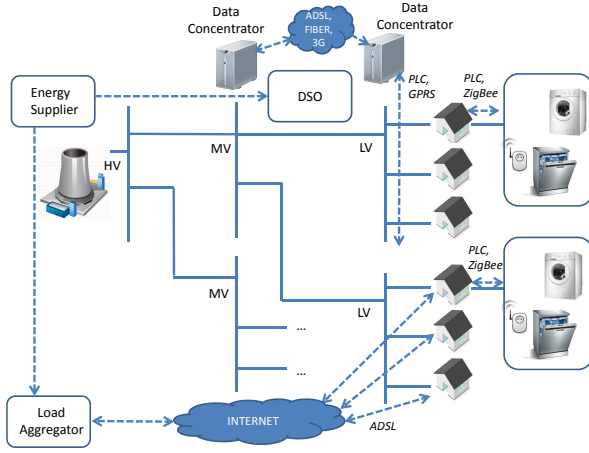 Data
Concentrator
ADSL,
FIBER,
3G
Data
Concentrator
Energy
Supplier
DSO
PLC,
GPRS
PLC,
ZigBee
HV
MV
LV
PLC,
ZigBee
MV
LV
...
...
Load
Aggregator
INTERNET
ADSL